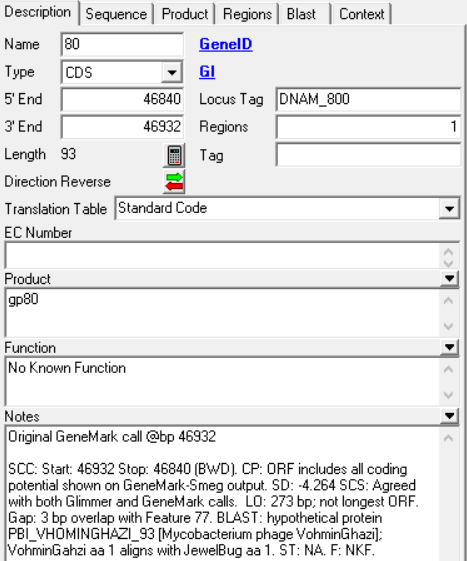 Description Sequence Product Regions Blast Context
Name 80 GeneID
Type CDS GI
5' End 46840 Locus Tag DNAM_800
3' End 46932 Regions 1
Length 93 Tag
Direction Reverse
Translation Table Standard Code
EC Number
Product
gp80
Function
No Known Function
Notes
Original GeneMark call @bp 46932
SCC: Start: 46932 Stop: 46840 (BWD). CP: ORF includes all coding
potential shown on GeneMark-Smeg output. SD: -4.264 SCS: Agreed
with both Glimmer and GeneMark calls. LO: 273 bp; not longest ORF.
Gap: 3 bp overlap with Feature 77. BLAST: hypothetical protein
PBI_VHOMINGHAZI_93 [Mycobacterium phage VohminGhazi];
VohminGahzi aa 1 aligns with JewelBug aa 1. ST: NA. F: NKF.